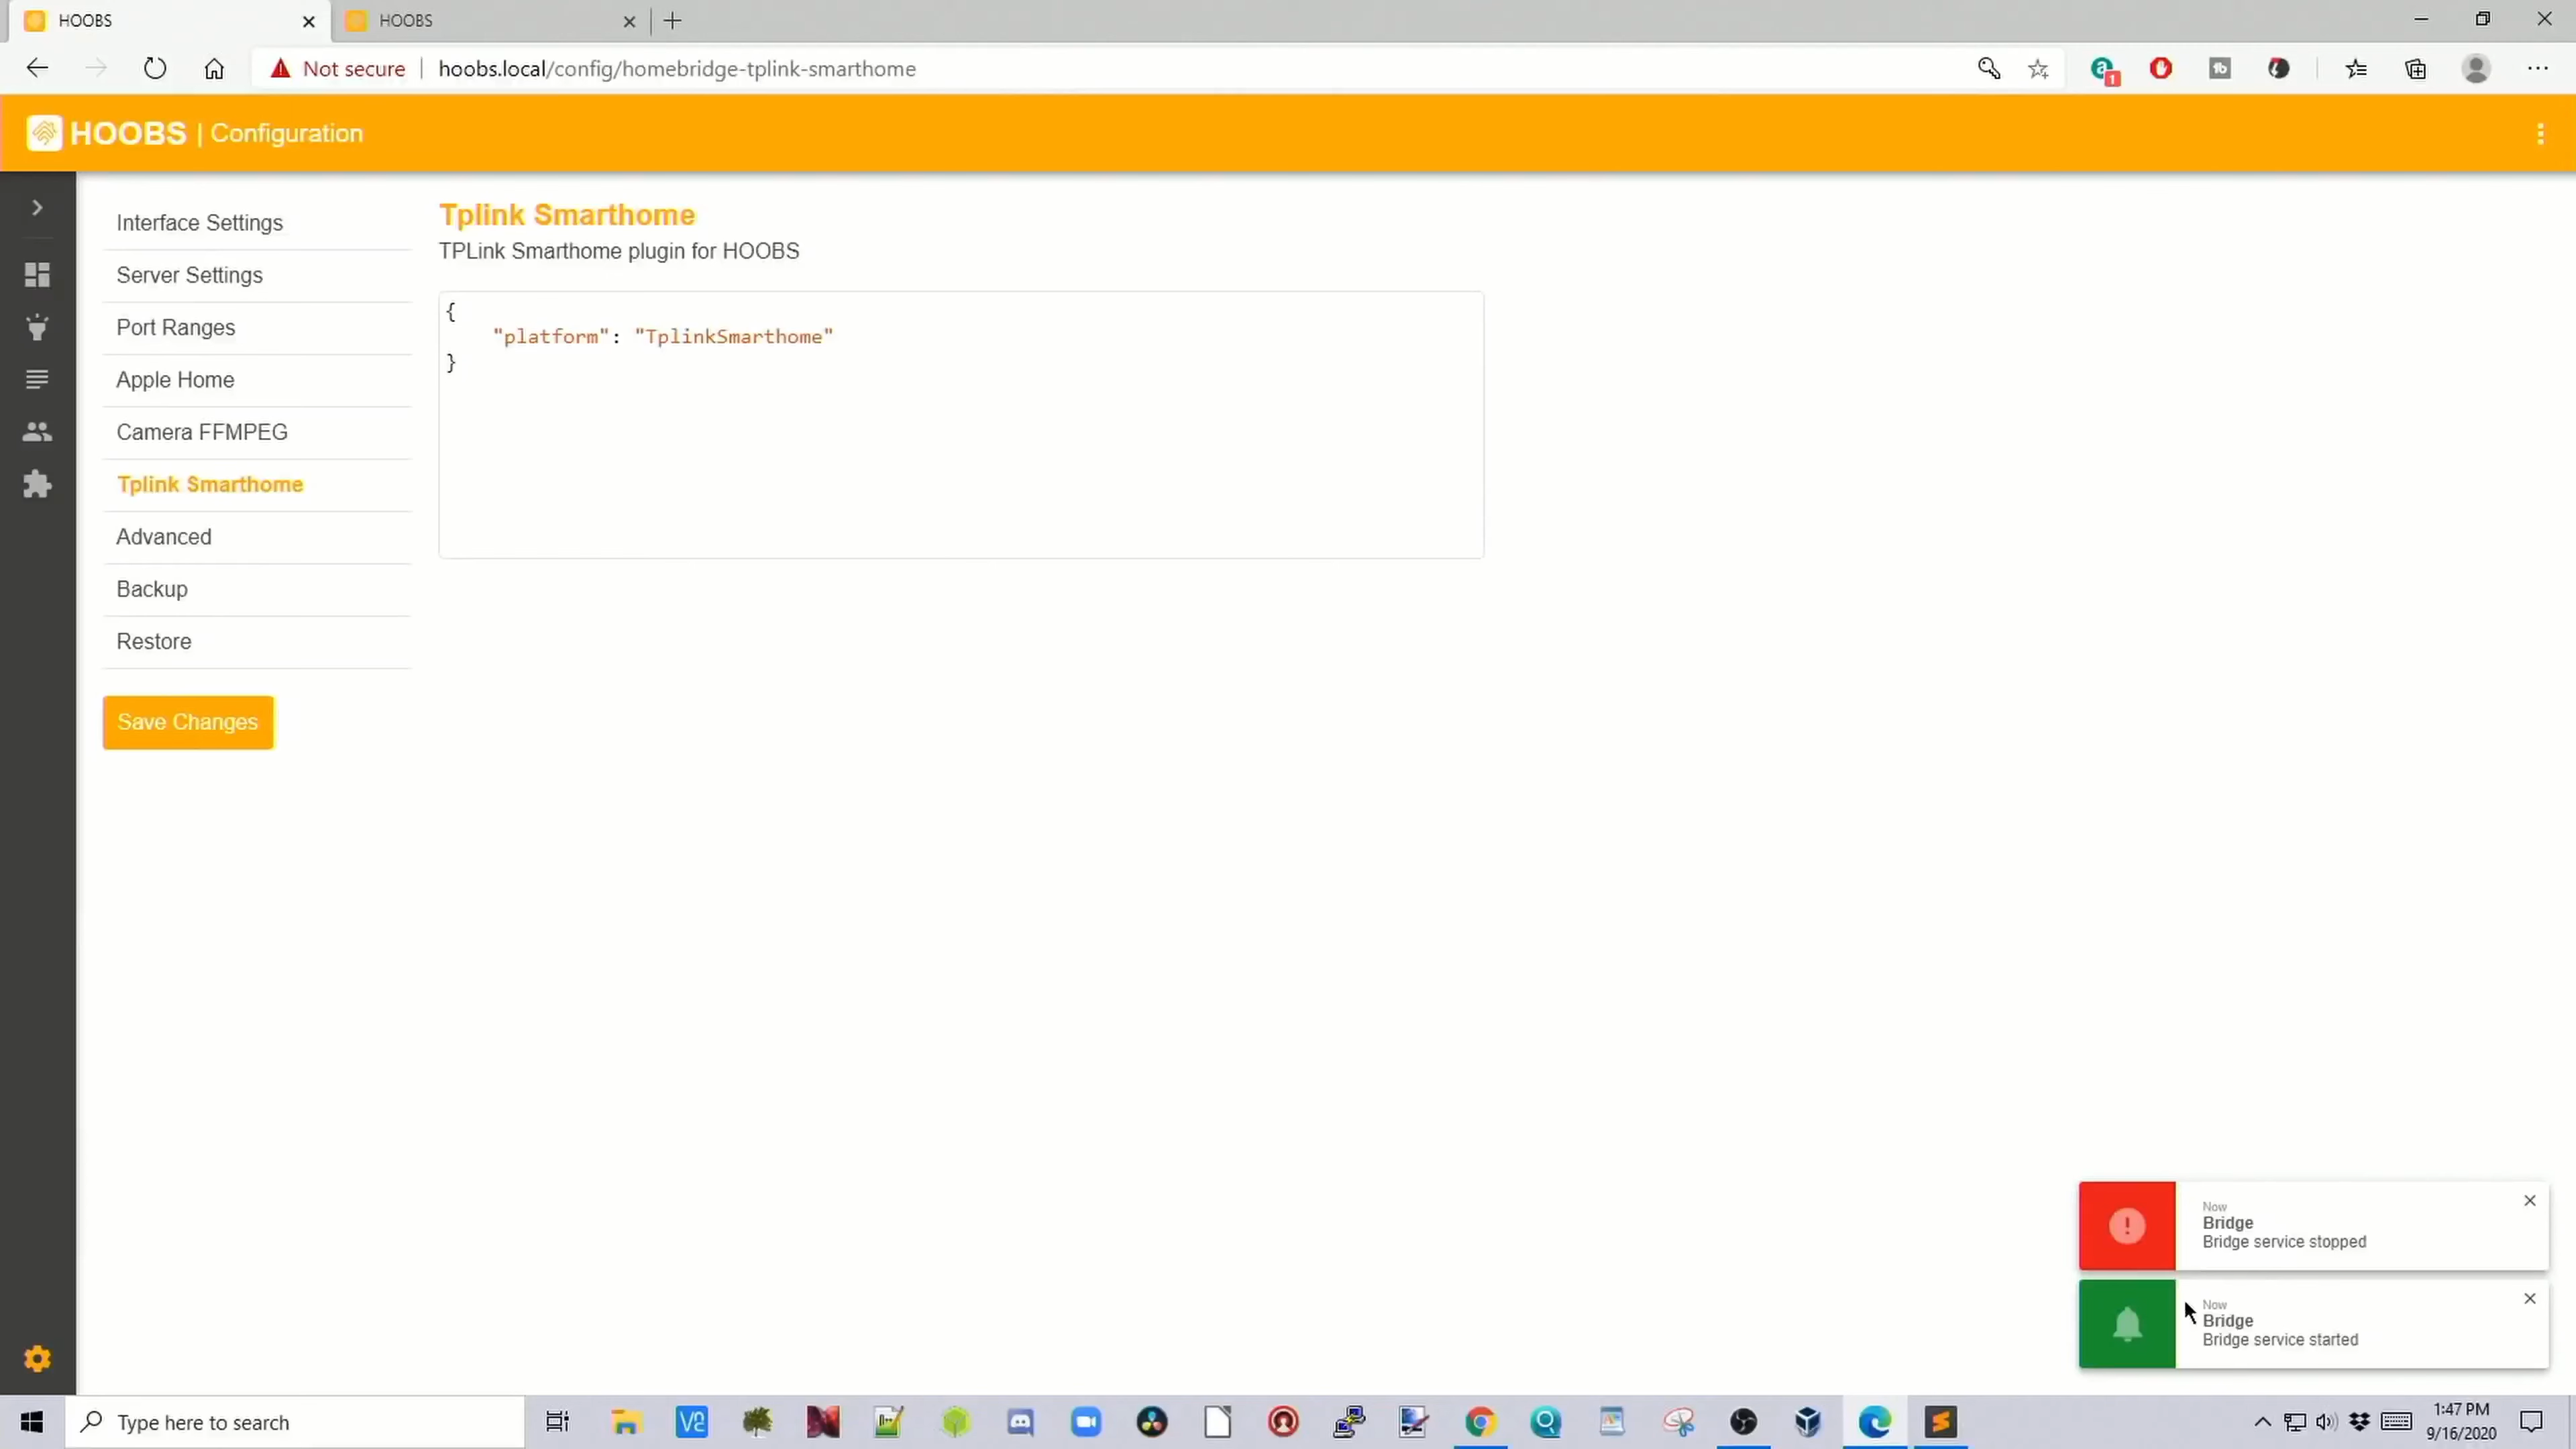 HOOBS
HOOBS
Not secure | hoobs.local/config/homebridge-tplink-smarthome
1
HOOBS | Configuration
Interface Settings
Server Settings
Port Ranges
Apple Home
Camera FFMPEG
Tplink Smarthome
Advanced
Backup
Restore
Save Changes
Tplink Smarthome
TPLink Smarthome plugin for HOOBS
{
"platform": "TplinkSmarthome"
}
Now
Bridge
Bridge service stopped
Now
Bridge
Bridge service started
Type here to search
1:47 PM
9/16/2020